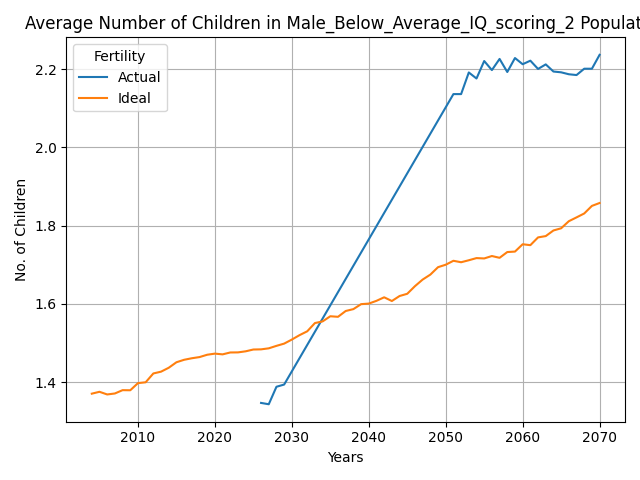 Average Number of Children in Male_Below_Average_IQ_scoring_2 Populat
Fertility
Actual
Ideal
2.2
2.0
1.8
1.6
1.4
No. of Children
2010 2020 2030 2040 2050 2060 2070
Years